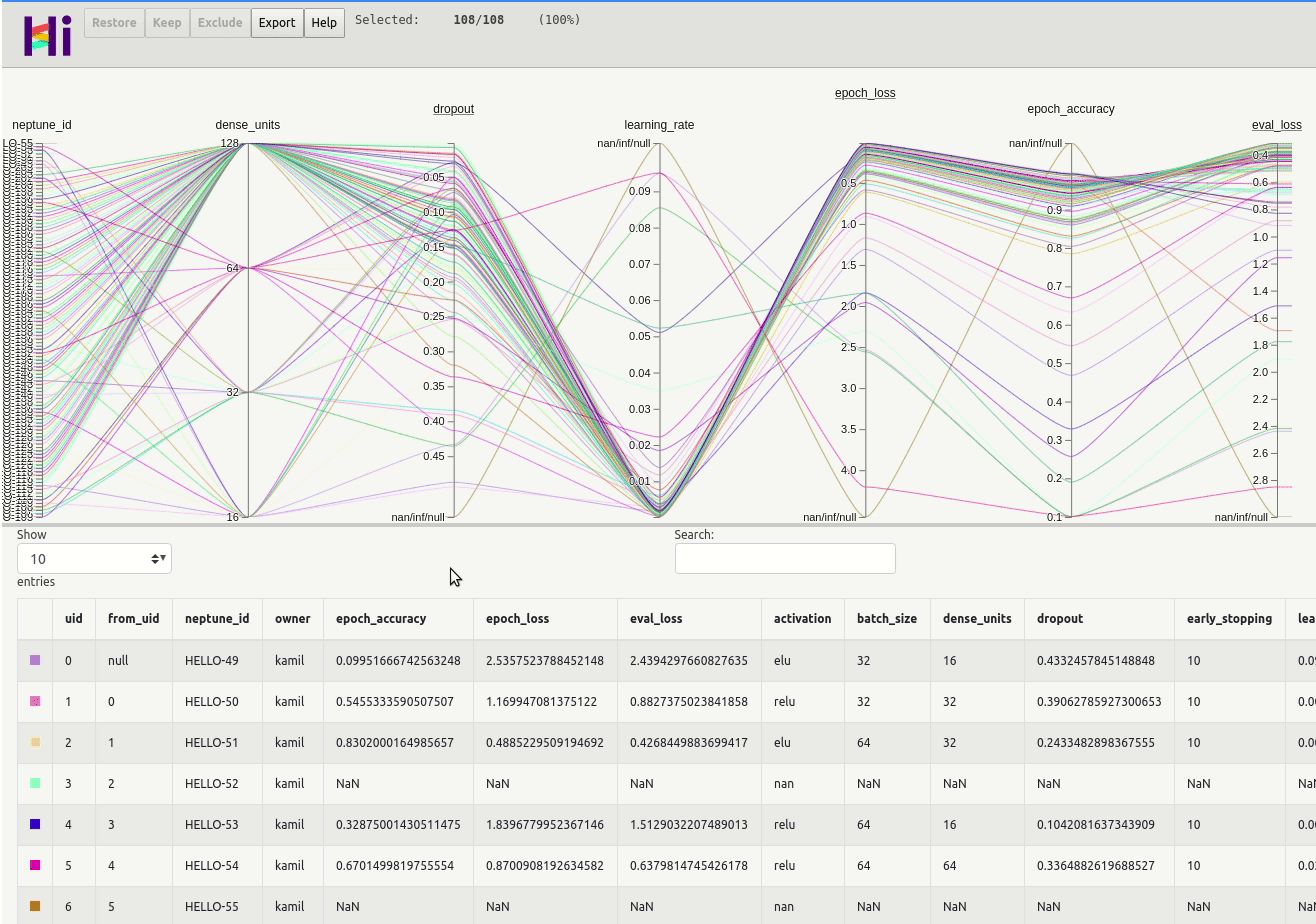 Hi
Restore Keep Exclude Export Help Selected: 108/108 (100%)
epoch_loss
dropout epoch_accuracy
neptune_id dense_units learning_rate eval_loss
128
64
32
16
0.05
0.10
0.15
0.20
0.25
0.30
0.35
0.40
0.45
nan/inf/null
nan/inf/null
0.09
0.08
0.07
0.06
0.05
0.04
0.03
0.02
0.01
0.5
1.0
1.5
2.0
2.5
3.0
3.5
4.0
nan/inf/null
nan/inf/null
0.9
0.8
0.7
0.6
0.5
0.4
0.3
0.2
0.1
0.4
0.6
0.8
1.0
1.2
1.4
1.6
1.8
2.0
2.2
2.4
2.6
2.8
nan/inf/null
Show
10
entries
Search:
uid from_uid neptune_id owner epoch_accuracy epoch_loss eval_loss activation batch_size dense_units dropout early_stopping lea
0 null HELLO-49 kamil 0.09951666742563248 2.5357523788452148 2.4394297660827635 elu 32 16 0.4332457845148848 10 0.09
1 0 HELLO-50 kamil 0.5455333590507507 1.169947081375122 0.8827375023841858 relu 32 32 0.39062785927300653 10 0.00
2 1 HELLO-51 kamil 0.8302000164985657 0.4885229509194692 0.4268449883699417 elu 64 32 0.2433482898367555 10 0.00
3 2 HELLO-52 kamil NaN NaN NaN nan NaN NaN NaN NaN NaN
4 3 HELLO-53 kamil 0.32875001430511475 1.8396779952367146 1.5129032207489013 relu 64 16 0.1042081637343909 10 0.00
5 4 HELLO-54 kamil 0.6701499819755554 0.8700908192634582 0.6379814745426178 relu 64 64 0.3364882619688527 10
6 5 HELLO-55 kamil NaN NaN NaN nan NaN NaN NaN NaN NaN